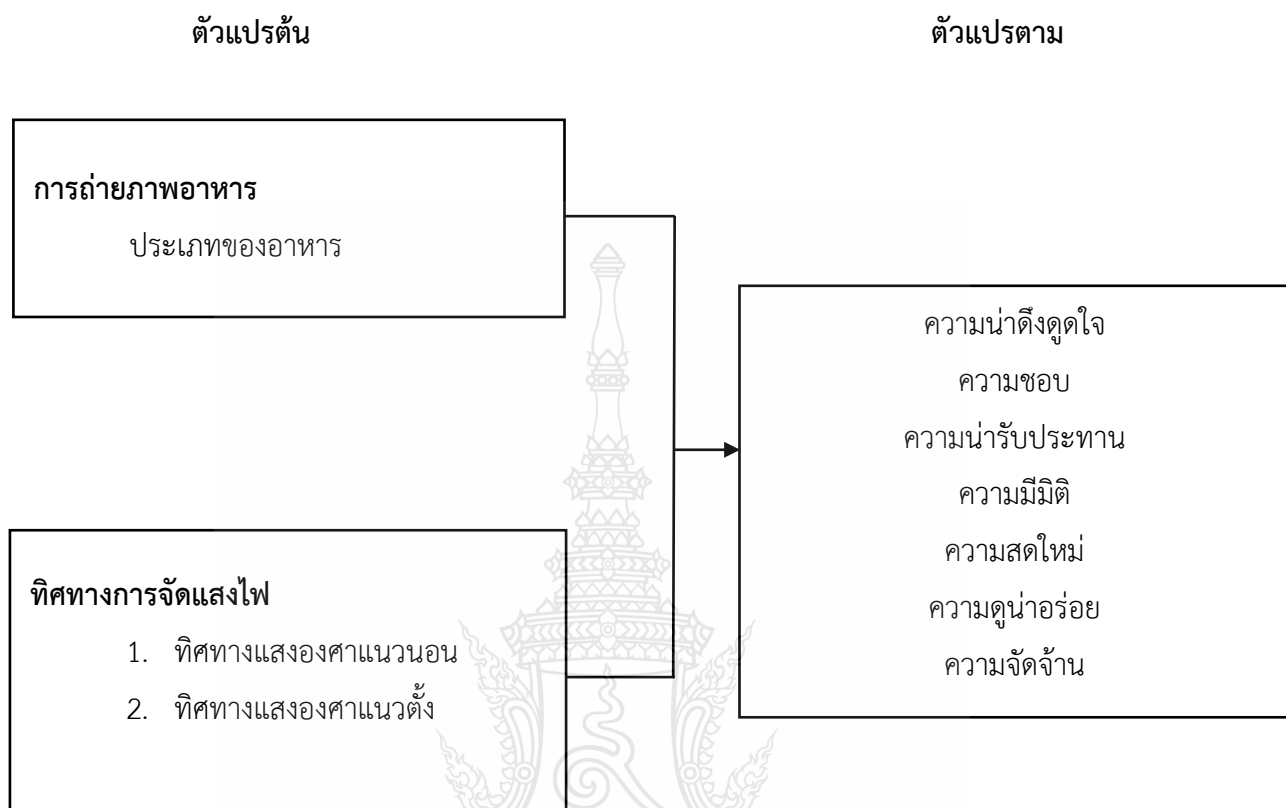 ตัวแปรต้น
ตัวแปรตาม
การถ่ายภาพอาหาร
ประเภทของอาหาร
ทิศทางการจัดแสงไฟ
1. ทิศทางแสงองศาแนวนอน
2. ทิศทางแสงองศาแนวตั้ง
ความน่าดึงดูดใจ
ความชอบ
ความน่ารับประทาน
ความมีมิติ
ความสดใหม่
ความดูน่าอร่อย
ความจัดจ้าน